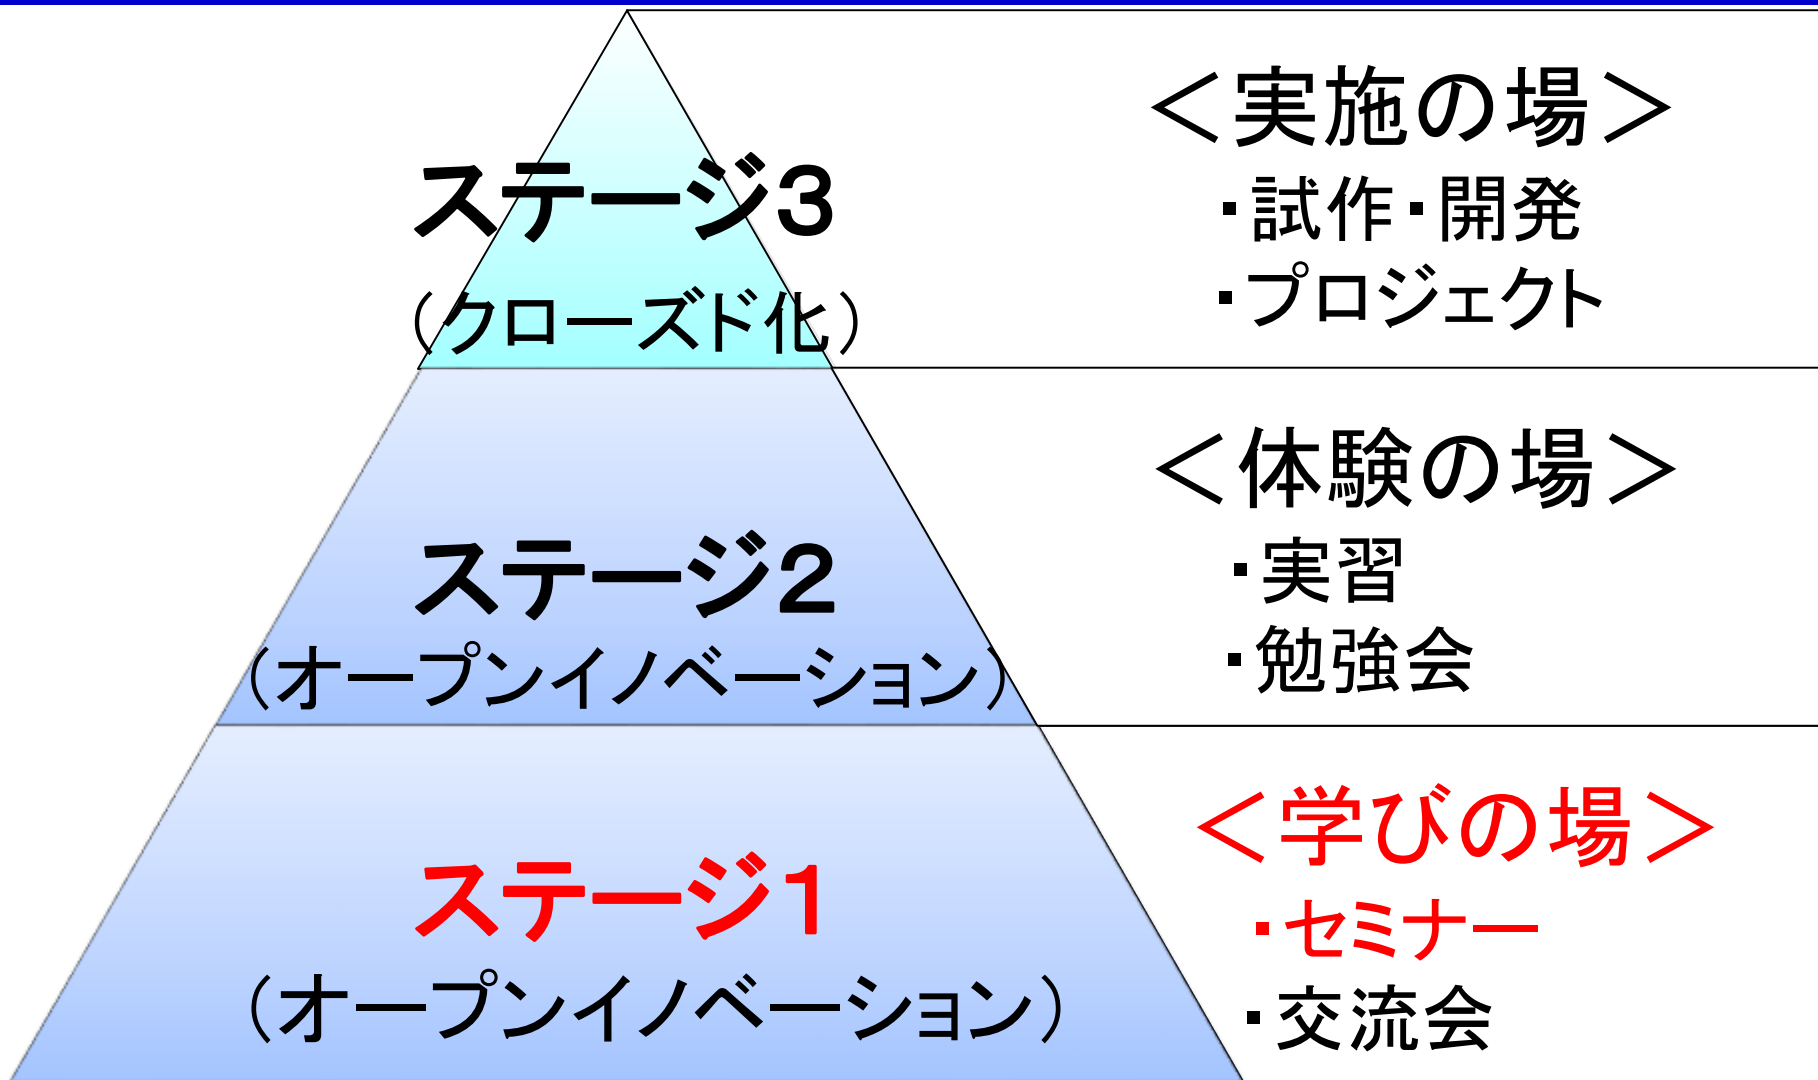 ステージ３
（クローズド化）
＜実施の場＞
・試作・開発
・プロジェクト
ステージ２
（オープンイノベーション）
＜体験の場＞
・実習
・勉強会
ステージ１
（オープンイノベーション）
＜学びの場＞
・セミナー
・交流会